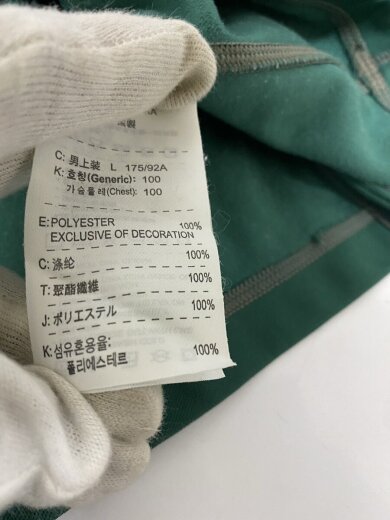 C: 男上装 L 175/92A
K: 호칭(Generic): 100
가슴둘레(Chest): 100
E: POLYESTER 100%
EXCLUSIVE OF DECORATION
C: 涤纶 100%
T: 聚酯纖維 100%
J: ポリエステル 100%
K: 섬유혼용율:
폴리에스테르 100%